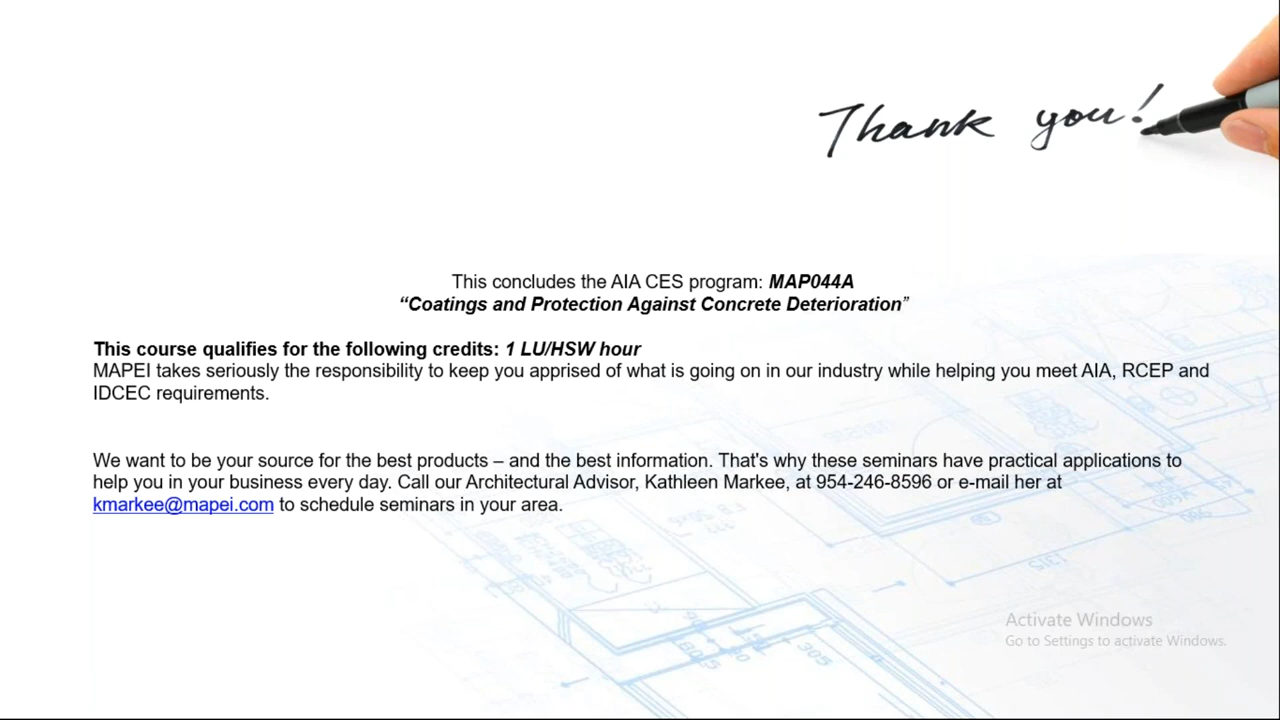 Thank you!
This concludes the AIA CES program: MAP044A
“Coatings and Protection Against Concrete Deterioration”
This course qualifies for the following credits: 1 LU/HSW hour
MAPEI takes seriously the responsibility to keep you apprised of what is going on in our industry while helping you meet AIA, RCEP and
IDCEC requirements.
We want to be your source for the best products – and the best information. That's why these seminars have practical applications to
help you in your business every day. Call our Architectural Advisor, Kathleen Markee, at 954-246-8596 or e-mail her at
kmarkee@mapei.com to schedule seminars in your area.
1315
305
Activate Windows
Go to Settings to activate Windows.